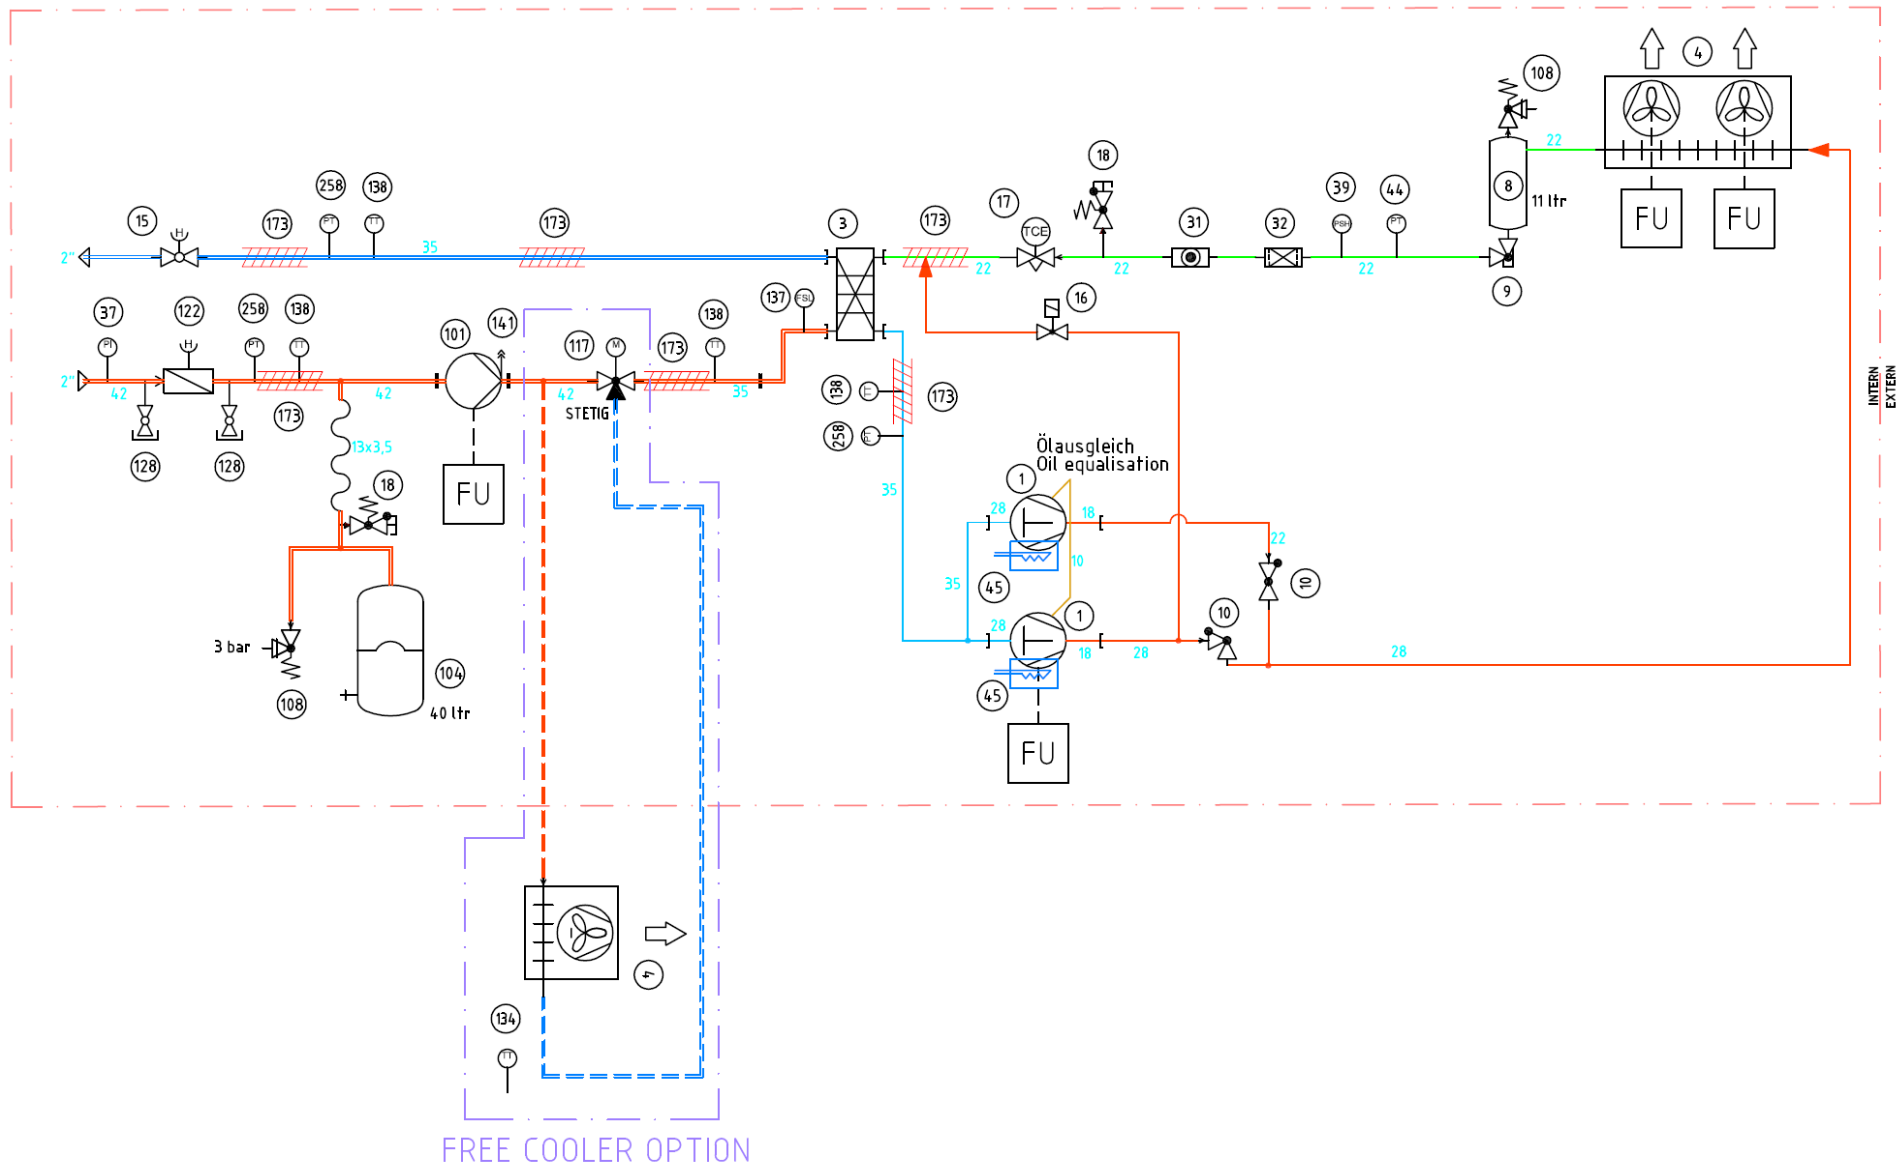 4
108
22
8
11 ltr
FU
FU
18
39
44
17
31
32
258
138
15
173
173
3
173
H
PT
TT
TCE
PSH
PT
2"
35
22
22
22
9
37
122
258
138
141
101
117
137
138
16
FSL
173
PI
H
PT
TT
M
TT
2"
42
42
42
35
173
STETIG
128
128
13x3,5
138
TT
173
258
PT
INTERN
EXTERN
18
FU
35
Ölausgleich
Oil equalisation
1
28
18
22
10
45
35
10
1
10
28
18
28
28
45
3 bar
108
104
40 ltr
FU
4
134
TT
FREE COOLER OPTION